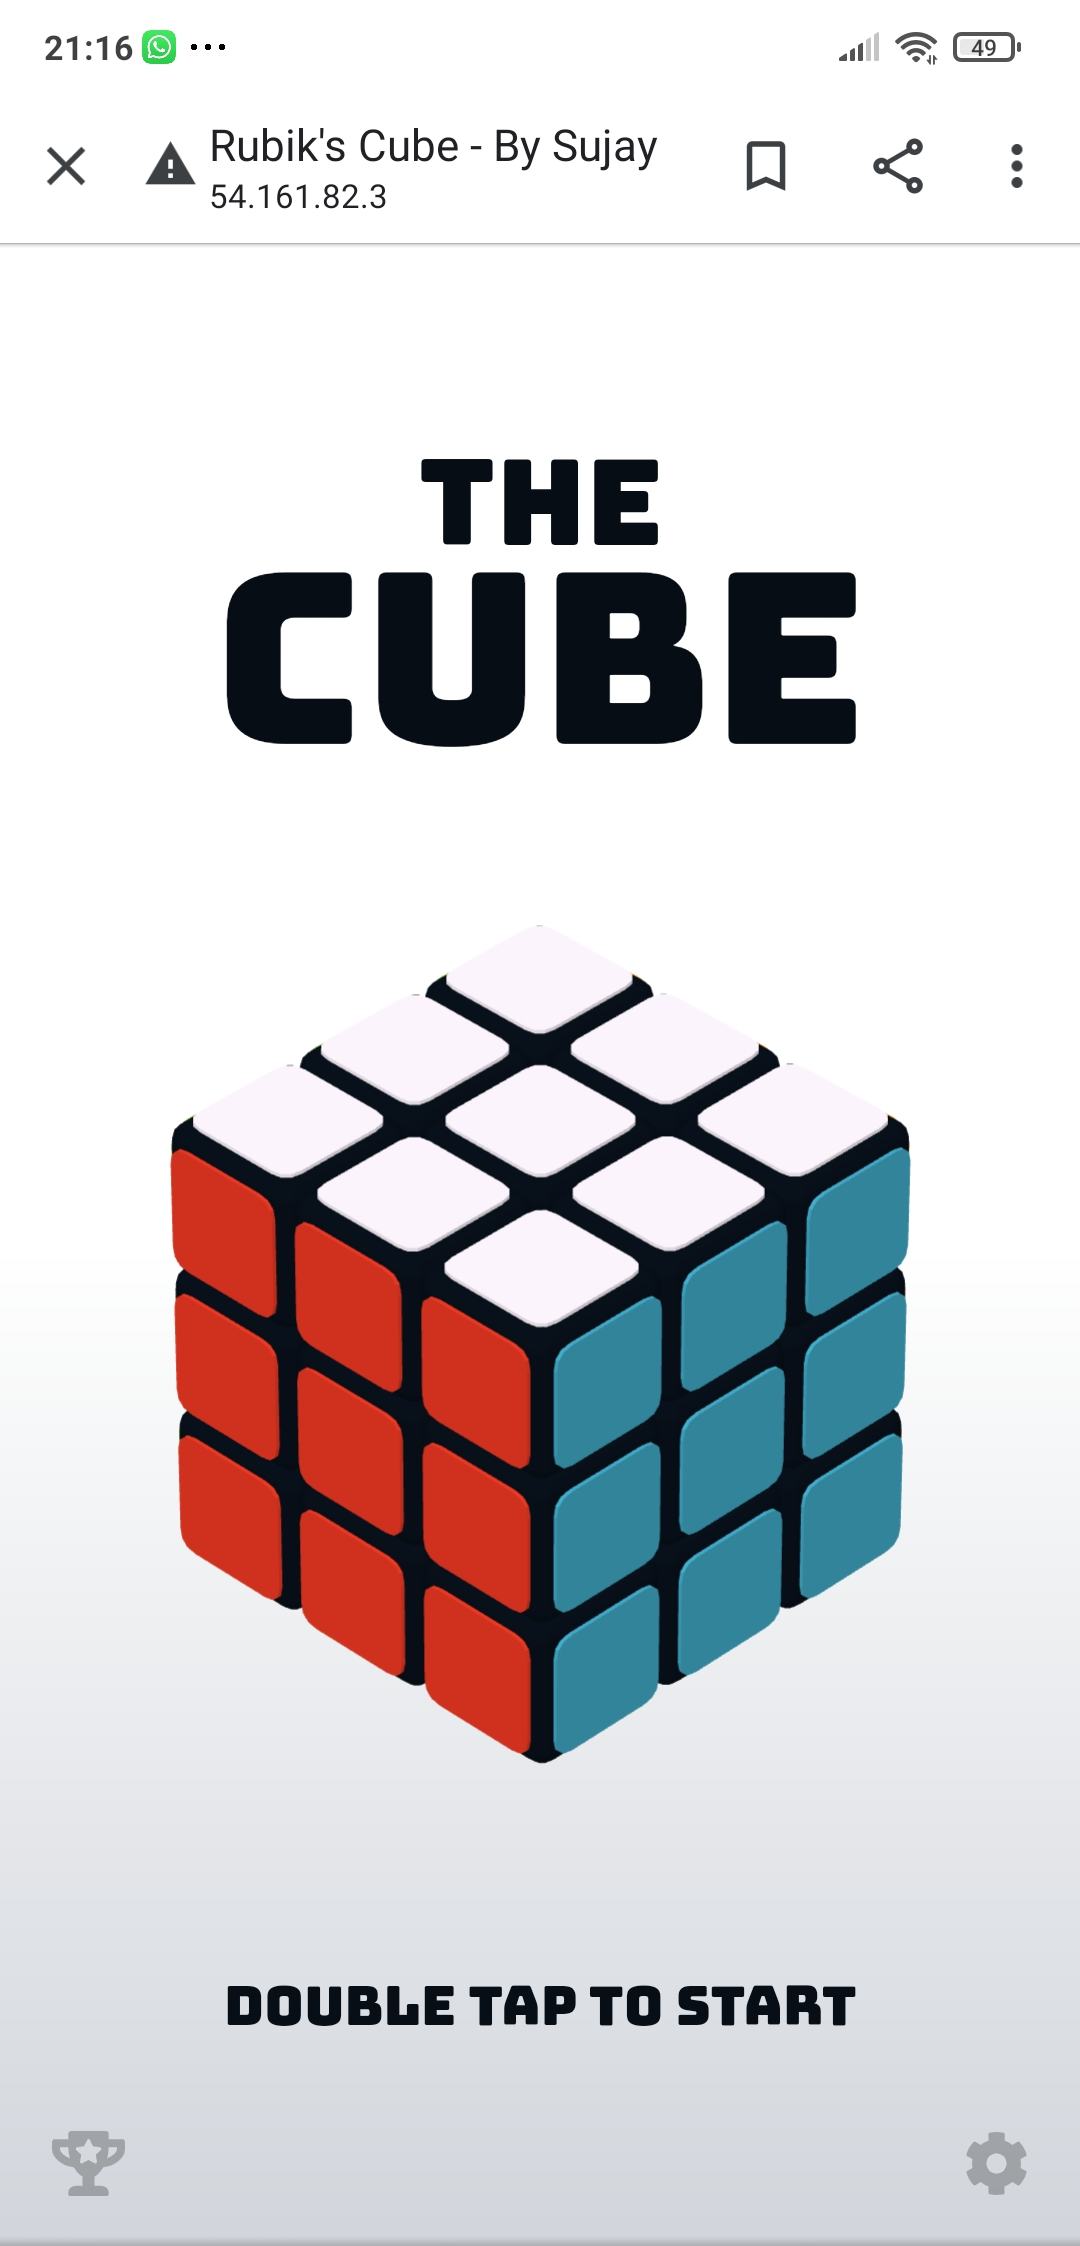 21:16
49
Rubik's Cube - By Sujay
54.161.82.3
THE
CUBE
DOUBLE TAP TO START